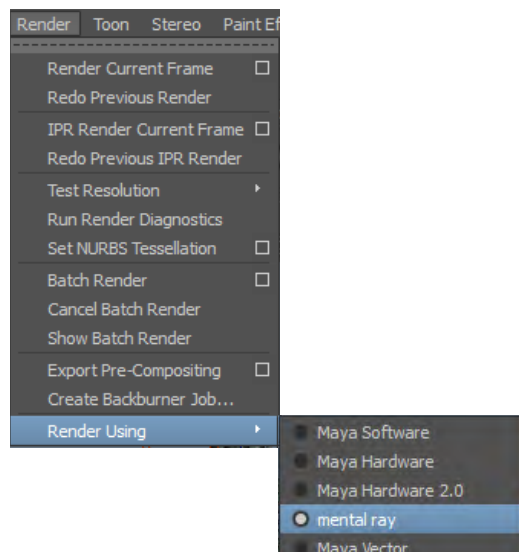 Render Toon Stereo Paint Ef
Render Current Frame
Redo Previous Render
IPR Render Current Frame
Redo Previous IPR Render
Test Resolution
Run Render Diagnostics
Set NURBS Tessellation
Batch Render
Cancel Batch Render
Show Batch Render
Export Pre-Compositing
Create Backburner Job...
Render Using
Maya Software
Maya Hardware
Maya Hardware 2.0
mental ray
Maya Vector